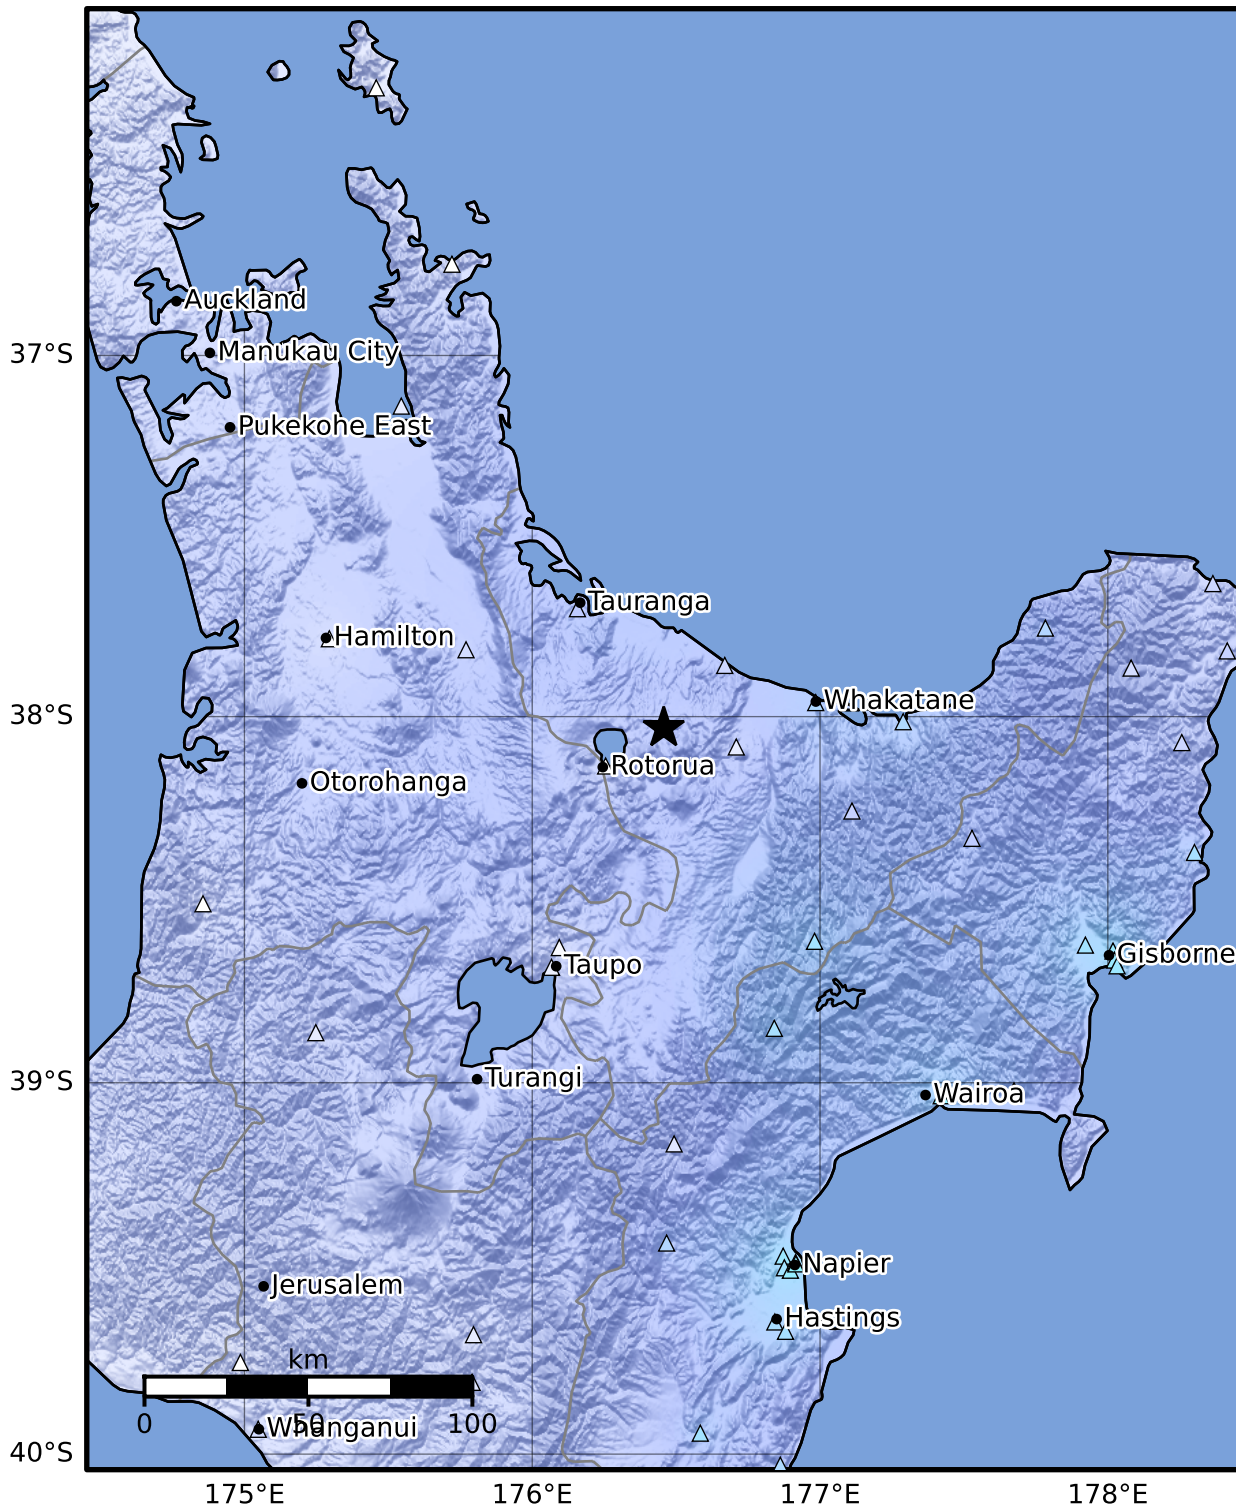 Auckland
Manukau City
37°S
Pukekohe East
Tauranga
Hamilton
Whakatane
38°S
Rotorua
Otorohanga
Gisborne
Taupo
Turangi
39°S
Wairoa
Napier
Jerusalem
Hastings
km
0 50 100
Whanganui
40°S
175°E 176°E 177°E 178°E